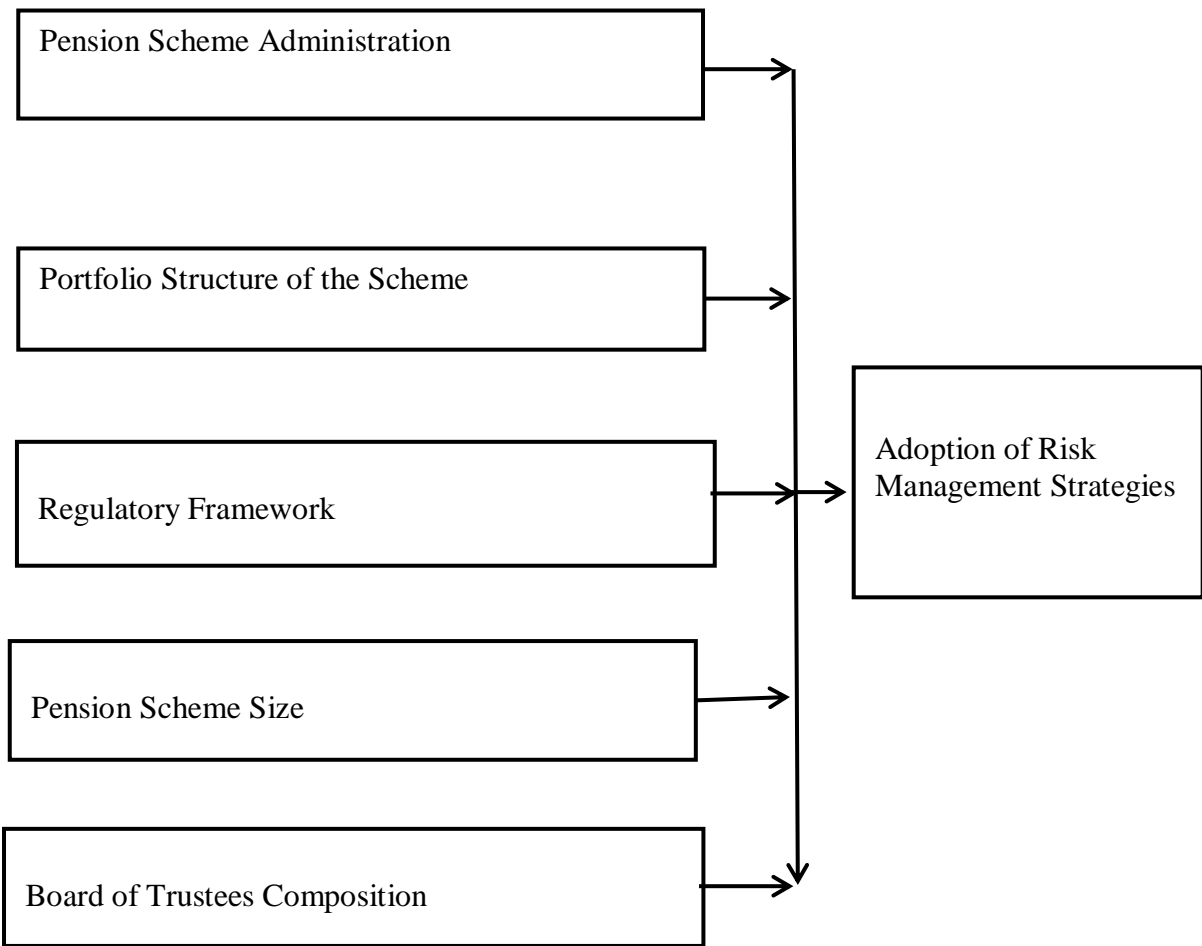 Pension Scheme Administration
Portfolio Structure of the Scheme
Regulatory Framework
Pension Scheme Size
Board of Trustees Composition
Adoption of Risk
Management Strategies